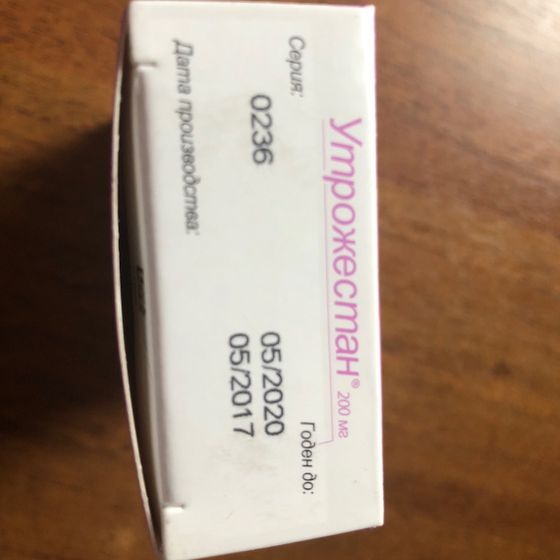 Утрожестан® 200 мг
Серия: Годен до:
0236 05/2020
05/2017
Дата производства: